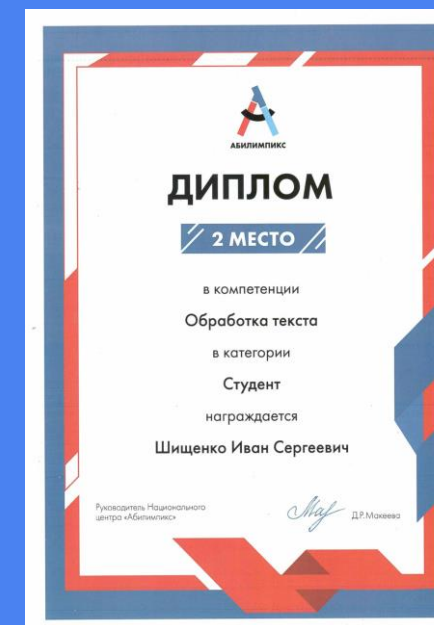 АБИЛИМПИКС
ДИПЛОМ
2 МЕСТО
в компетенции
Обработка текста
в категории
Студент
награждается
Шищенко Иван Сергеевич
Руководитель Национального
центра «Абилимпикс»
Д.Р.Макеева